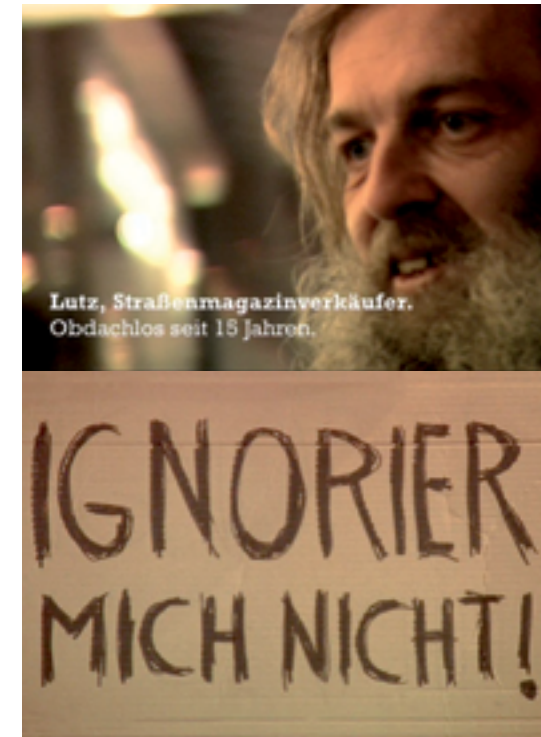 Lutz, Straßenmagazinverkäufer.
Obdachlos seit 15 Jahren.
IGNORIER
MICH NICHT!